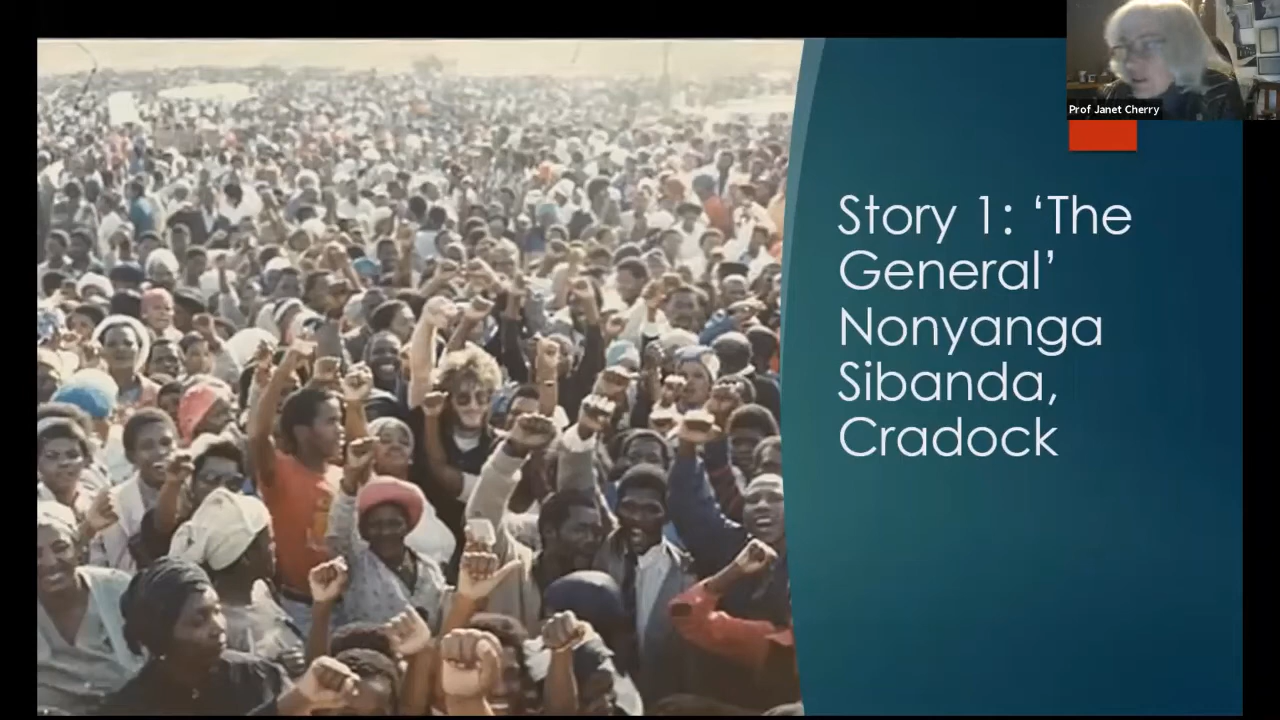 Prof Janet Cherry
Story 1: ‘The
General’
Nonyanga
Sibanda,
Cradock